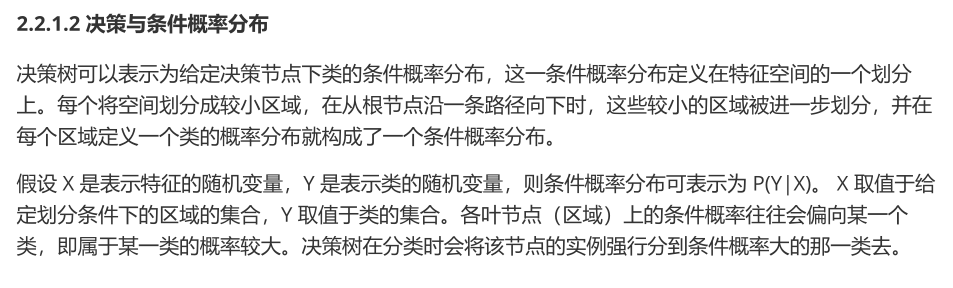 2.2.1.2 决策与条件概率分布
决策树可以表示为给定决策节点下类的条件概率分布，这一条件概率分布定义在特征空间的一个划分
上。每个将空间划分成较小区域，在从根节点沿一条路径向下时，这些较小的区域被进一步划分，并在
每个区域定义一个类的概率分布就构成了一个条件概率分布。
假设 X 是表示特征的随机变量，Y 是表示类的随机变量，则条件概率分布可表示为 P(Y|X)。 X 取值于给
定划分条件下的区域的集合，Y 取值于类的集合。各叶节点（区域）上的条件概率往往会偏向某一个
类，即属于某一类的概率较大。决策树在分类时会将该节点的实例强行分到条件概率大的那一类去。